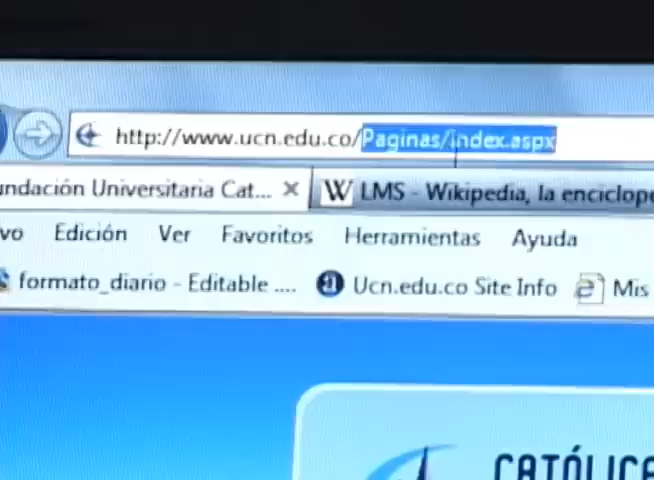 http://www.ucn.edu.co/Paginas/index.aspx
undación Universitaria Cat... W LMS - Wikipedia, la enciclope
vo Edición Ver Favoritos Herramientas Ayuda
formato_diario - Editable .... a Ucn.edu.co Site Info Mis
CATÓLICA